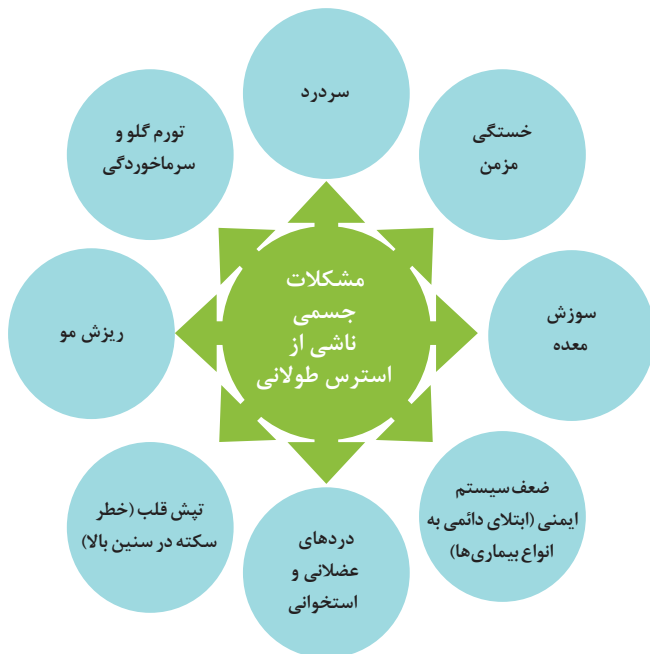 مشکلات
جسمی
ناشی از
استرس طولانی
سردرد
خستگی
مزمن
سوزش
معده
ضعف سیستم
ایمنی (ابتلای دائمی به
انواع بیماری‌ها)
دردهای
عضلانی و
استخوانی
تپش قلب (خطر
سکته در سنین بالا)
ریزش مو
تورم گلو و
سرماخوردگی